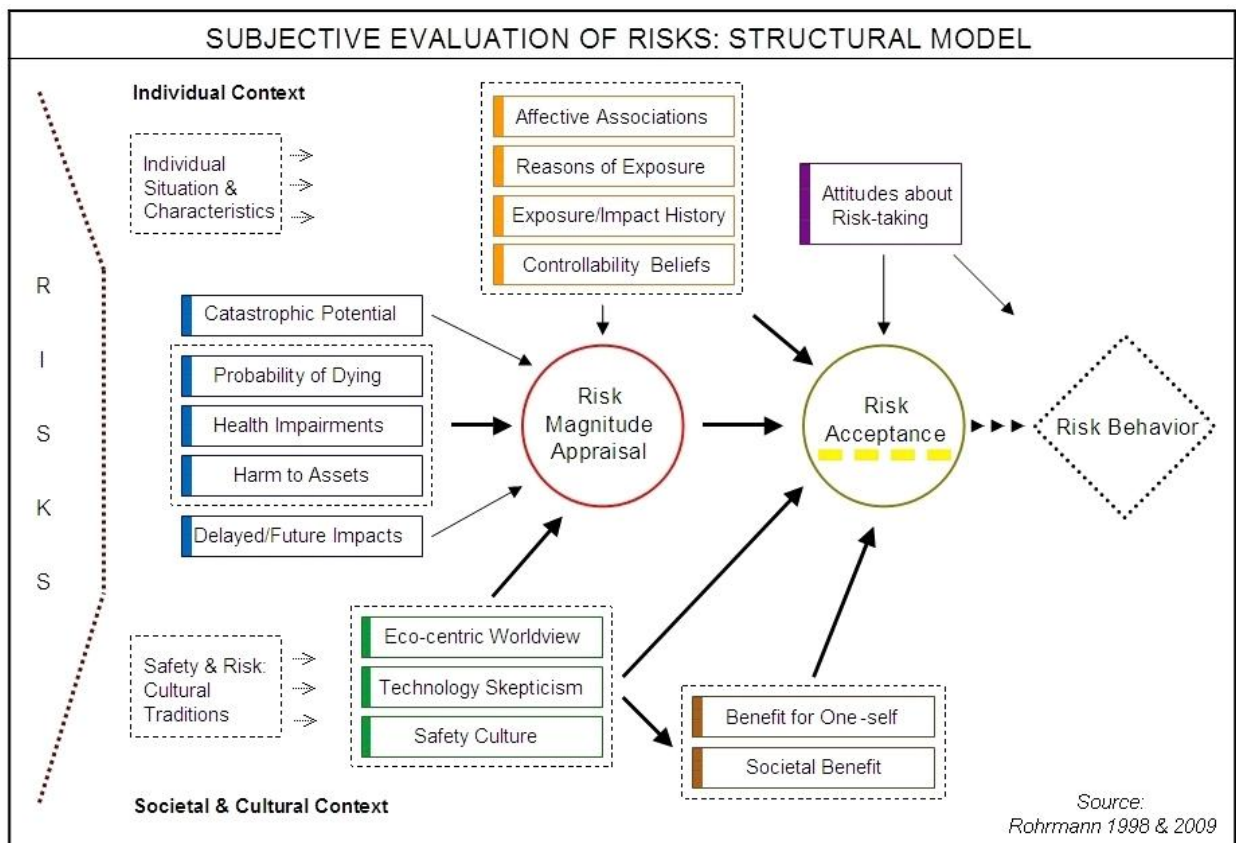 SUBJECTIVE EVALUATION OF RISKS: STRUCTURAL MODEL
Individual Context
Individual
Situation &
Characteristics
Affective Associations
Reasons of Exposure
Exposure/Impact History
Controllability Beliefs
Attitudes about
Risk-taking
R
I
S
K
S
Catastrophic Potential
Probability of Dying
Health Impairments
Harm to Assets
Delayed/Future Impacts
Risk
Magnitude
Appraisal
Risk
Acceptance
Risk Behavior
Safety & Risk:
Cultural
Traditions
Eco-centric Worldview
Technology Skepticism
Safety Culture
Benefit for One-self
Societal Benefit
Societal & Cultural Context
Source:
Rohrmann 1998 & 2009